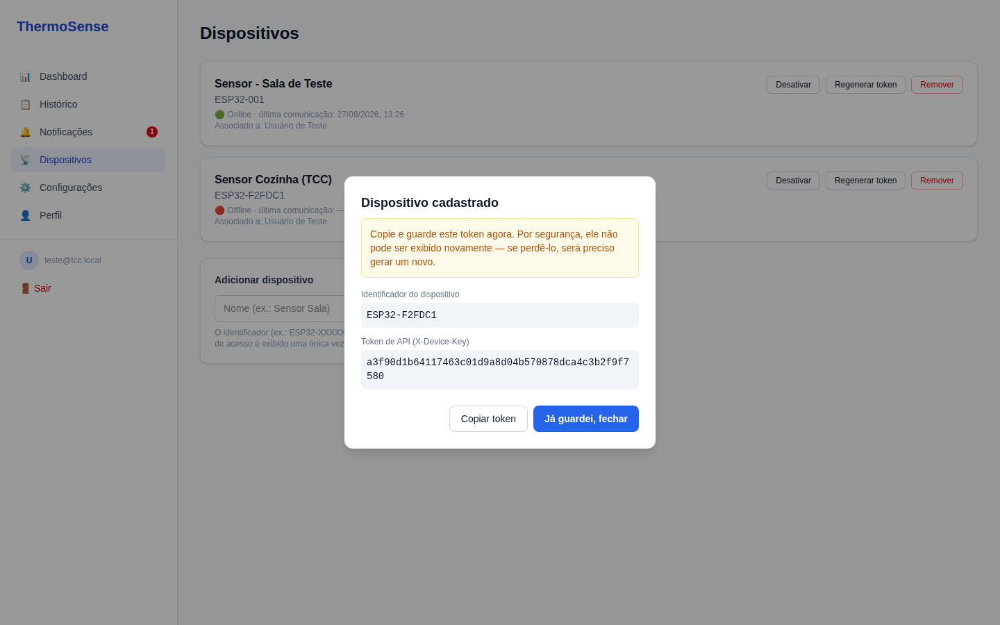 ThermoSense
Dashboard
Histórico
Notificações 1
Dispositivos
Configurações
Perfil
U teste@tcc.local
Sair
Dispositivos
Sensor - Sala de Teste
ESP32-001
Online · última comunicação: 27/08/2026, 13:26
Associado a: Usuário de Teste
Desativar Regenerar token Remover
Sensor Cozinha (TCC)
ESP32-F2FDC1
Offline · última comunicação: —
Associado a: Usuário de Teste
Desativar Regenerar token Remover
Adicionar dispositivo
Nome (ex.: Sensor Sala)
O identificador (ex.: ESP32-XXXXX
de acesso é exibido uma única vez
Dispositivo cadastrado
Copie e guarde este token agora. Por segurança, ele não
pode ser exibido novamente — se perdê-lo, será preciso
gerar um novo.
Identificador do dispositivo
ESP32-F2FDC1
Token de API (X-Device-Key)
a3f90d1b64117463c01d9a8d04b570878dca4c3b2f9f7
580
Copiar token Já guardei, fechar